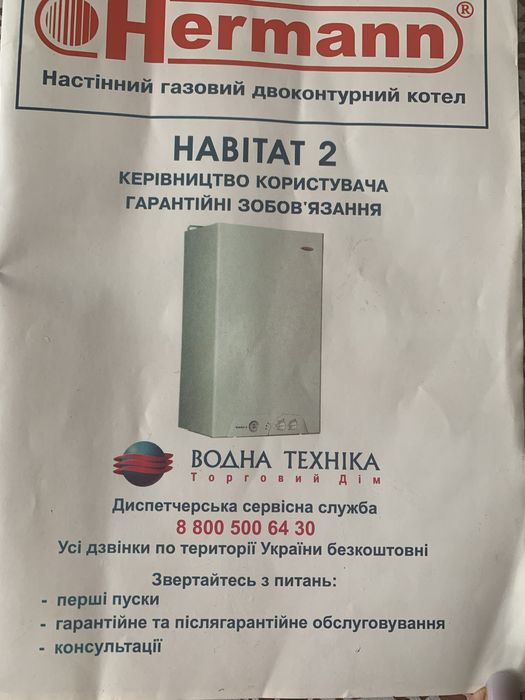 Hermann®
Настінний газовий двоконтурний котел
НАВІТАТ 2
КЕРІВНИЦТВО КОРИСТУВАЧА
ГАРАНТІЙНІ ЗОБОВ'ЯЗАННЯ
ВОДНА ТЕХНІКА
Торговий Дім
Диспетчерська сервісна служба
8 800 500 64 30
Усі дзвінки по території України безкоштовні
Звертайтесь з питань:
- перші пуски
- гарантійне та післягарантійне обслуговування
- консультації